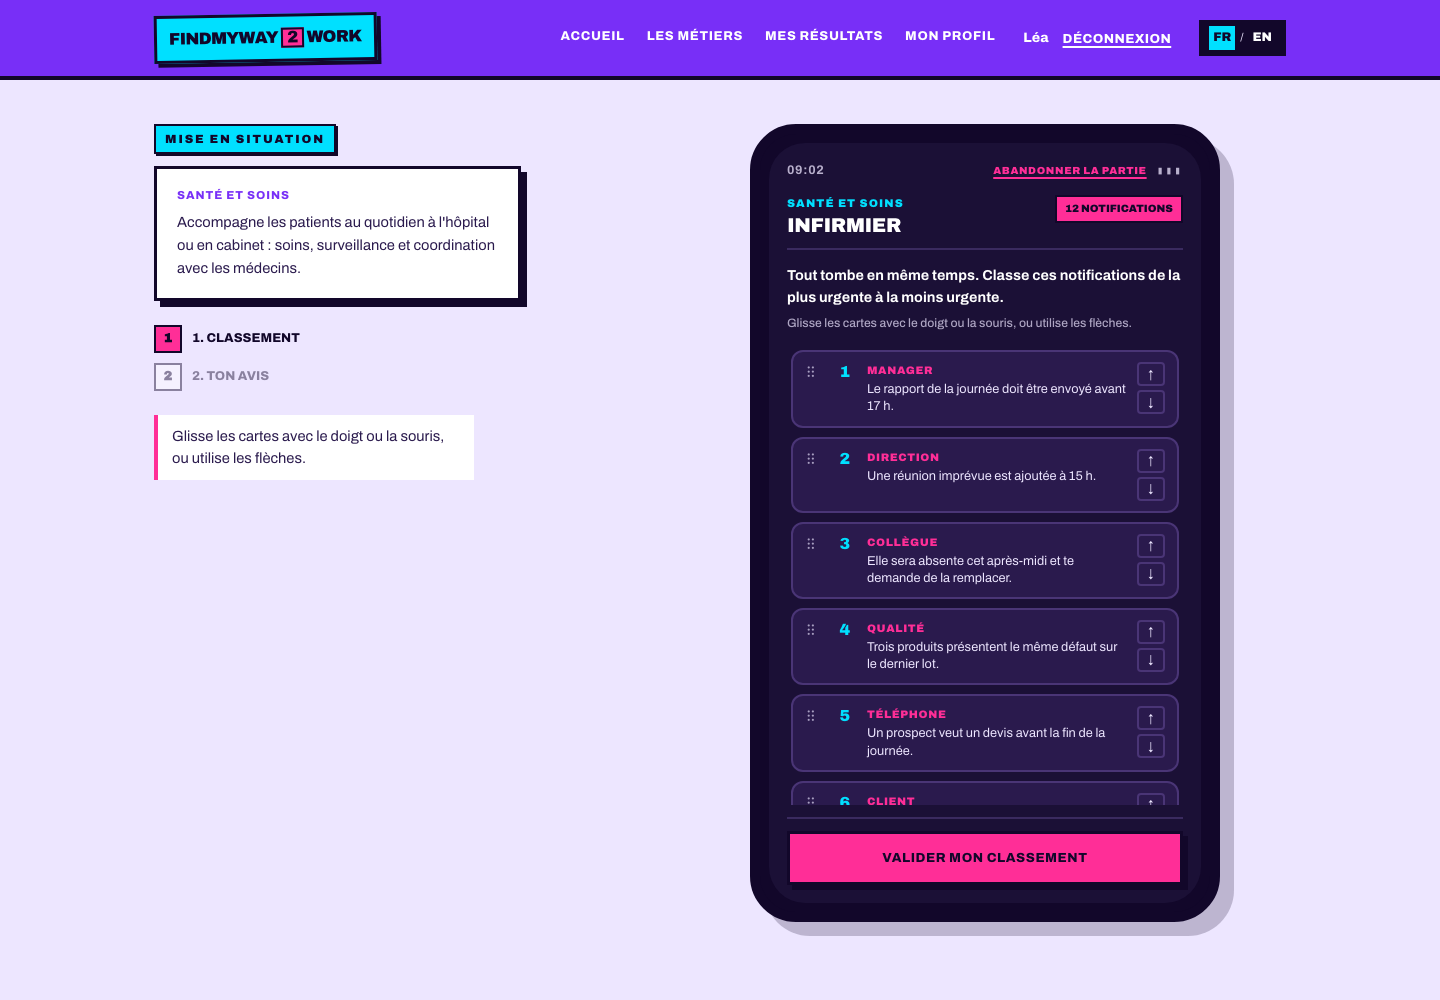 FINDMYWAY 2 WORK
ACCUEIL LES MÉTIERS MES RÉSULTATS MON PROFIL Léa DÉCONNEXION FR / EN
MISE EN SITUATION
SANTÉ ET SOINS
Accompagne les patients au quotidien à l'hôpital
ou en cabinet : soins, surveillance et coordination
avec les médecins.
1 1. CLASSEMENT
2 2. TON AVIS
Glisse les cartes avec le doigt ou la souris,
ou utilise les flèches.
09:02 ABANDONNER LA PARTIE
SANTÉ ET SOINS
INFIRMIER
12 NOTIFICATIONS
Tout tombe en même temps. Classe ces notifications de la
plus urgente à la moins urgente.
Glisse les cartes avec le doigt ou la souris, ou utilise les flèches.
1 MANAGER ↑
Le rapport de la journée doit être envoyé avant
17 h. ↓
2 DIRECTION ↑
Une réunion imprévue est ajoutée à 15 h.
↓
3 COLLÈGUE ↑
Elle sera absente cet après-midi et te
demande de la remplacer. ↓
4 QUALITÉ ↑
Trois produits présentent le même défaut sur
le dernier lot. ↓
5 TÉLÉPHONE ↑
Un prospect veut un devis avant la fin de la
journée. ↓
6 CLIENT ↑
VALIDER MON CLASSEMENT